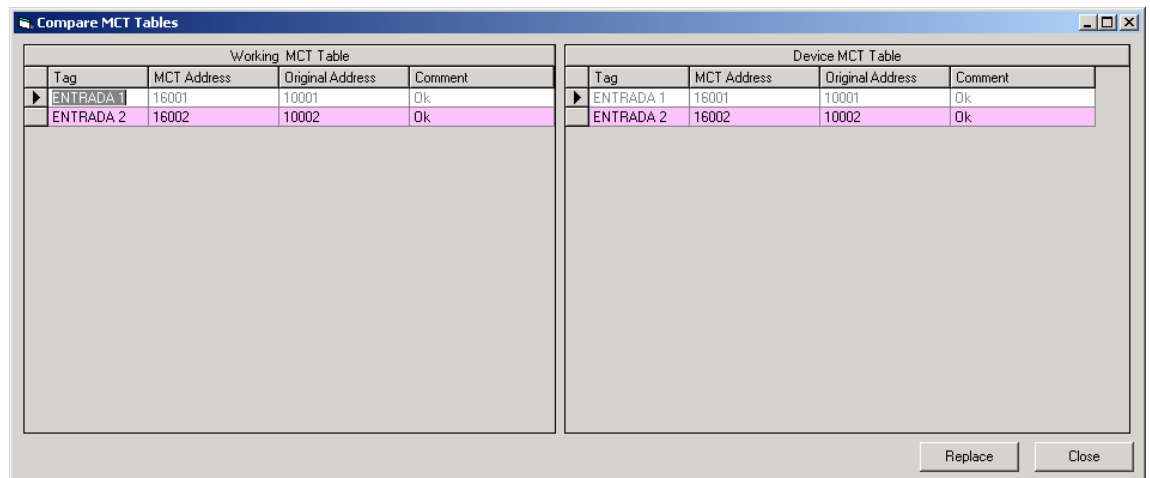 Compare MCT Tables
Working MCT Table
Tag MCT Address Original Address Comment
ENTRADA 1 16001 10001 Ok
ENTRADA 2 16002 10002 Ok
Device MCT Table
Tag MCT Address Original Address Comment
ENTRADA 1 16001 10001 Ok
ENTRADA 2 16002 10002 Ok
Replace Close